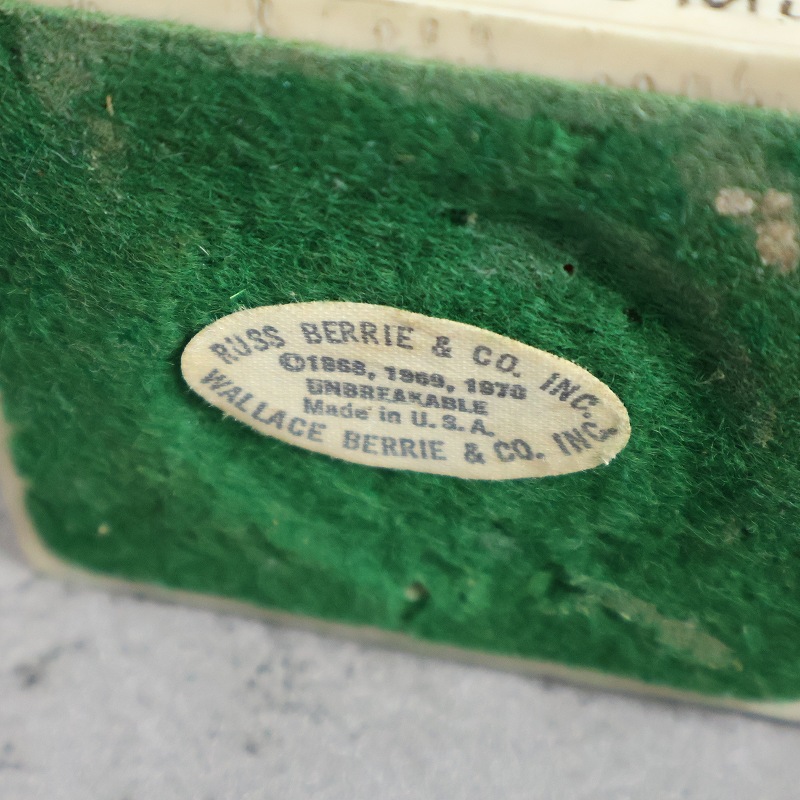 RUSS BERRIE & CO. INC.
©1968, 1969, 1970
UNBREAKABLE
Made in U.S.A.
WALLACE BERRIE & CO. INC.